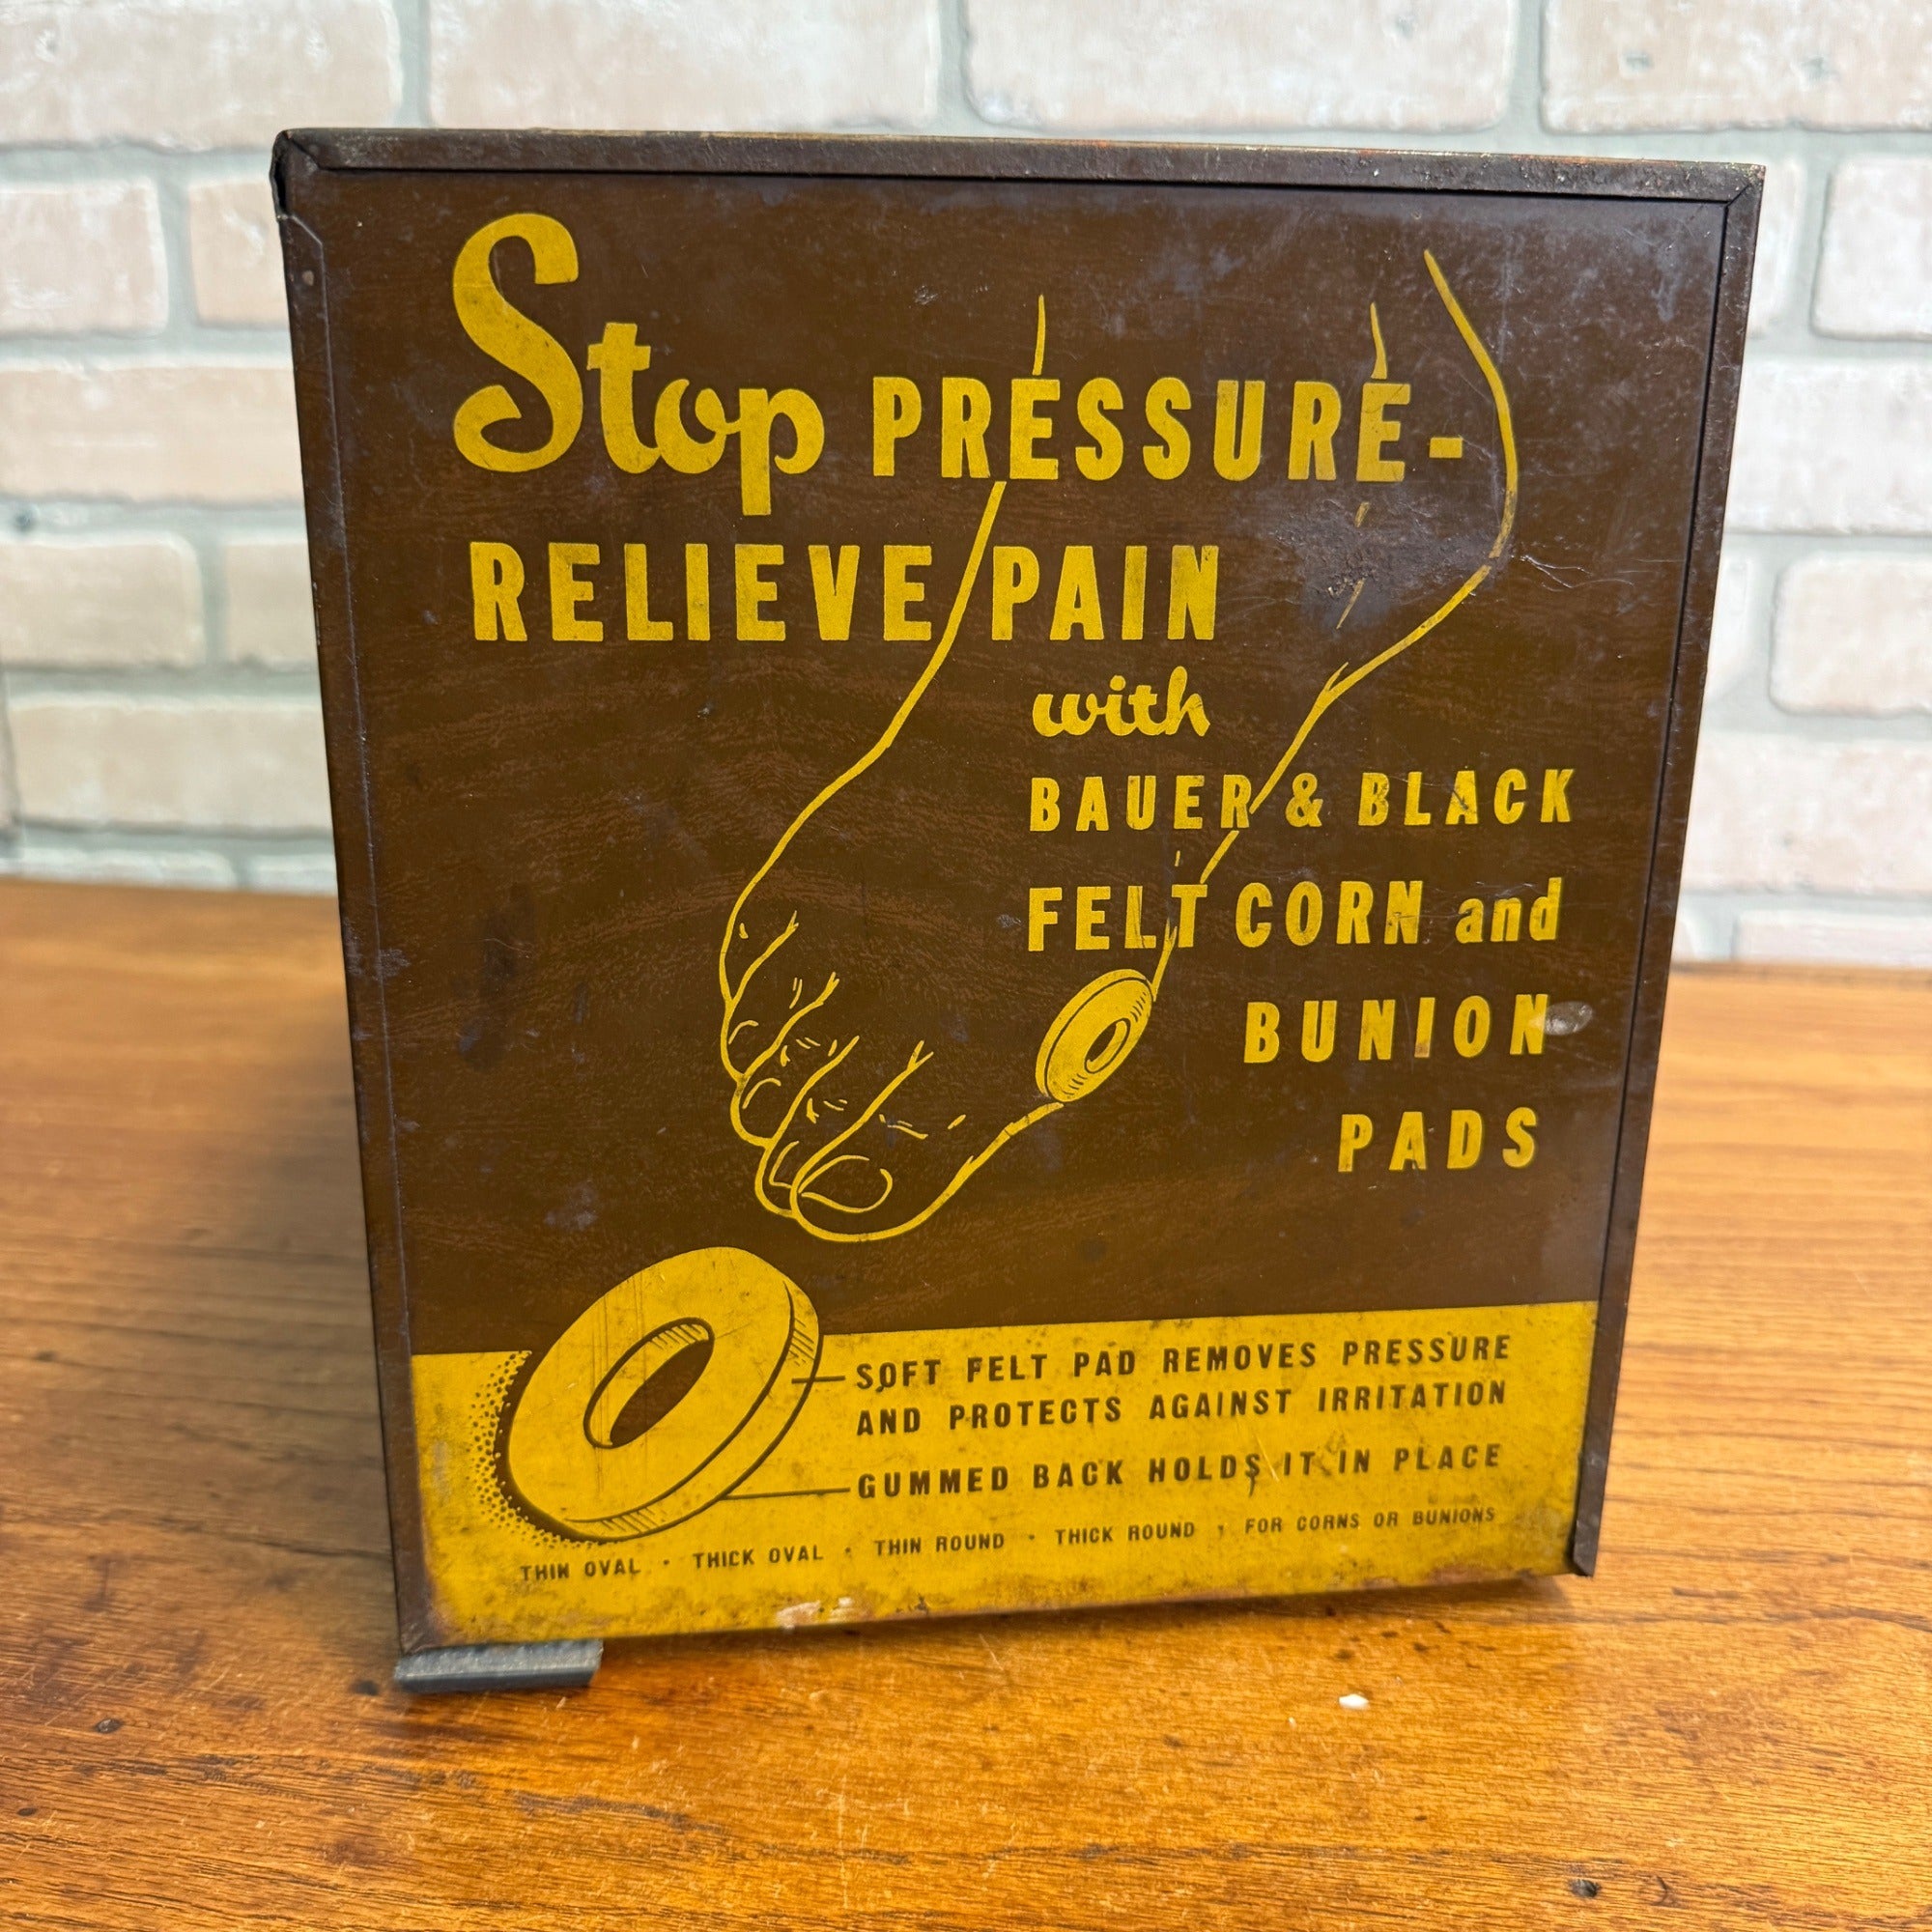 Stop PRESSURE-
RELIEVE PAIN
with
BAUER & BLACK
FELT CORN and
BUNION
PADS
SOFT FELT PAD REMOVES PRESSURE
AND PROTECTS AGAINST IRRITATION
GUMMED BACK HOLDS IT IN PLACE
THIN OVAL • THICK OVAL • THIN ROUND • THICK ROUND • FOR CORNS OR BUNIONS